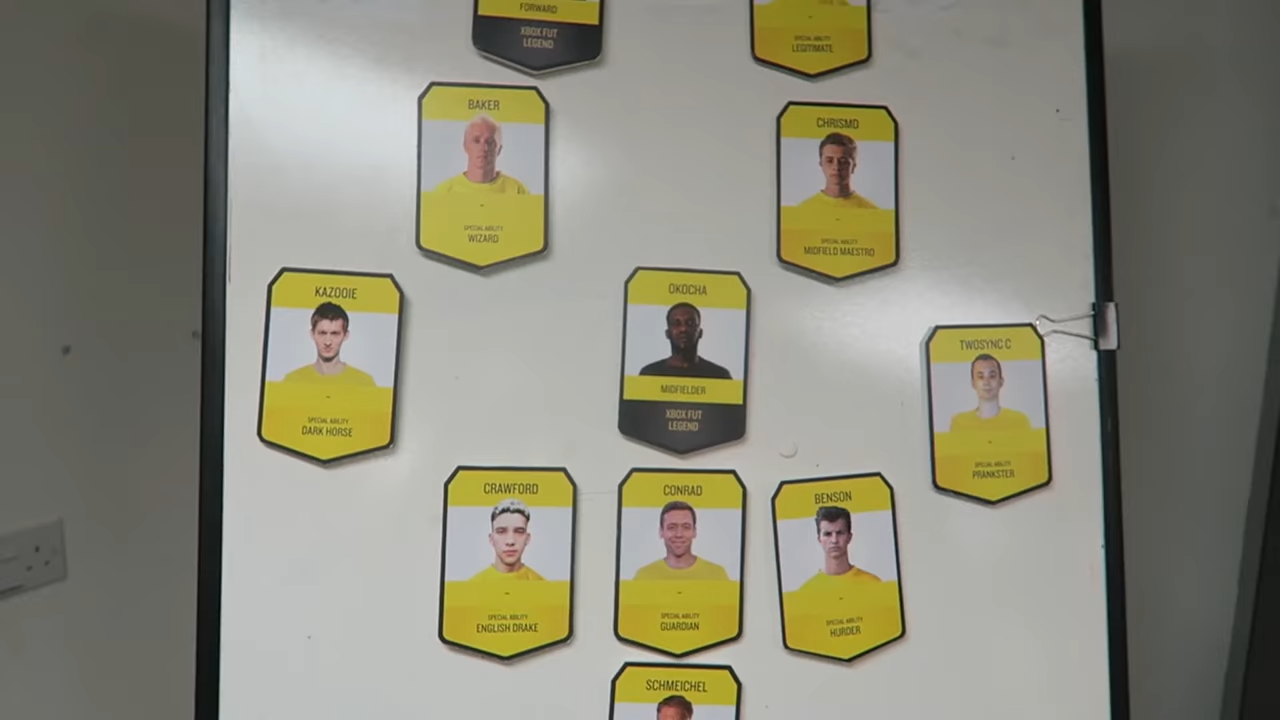 FORWARD
XBOX FUT
LEGEND
SPECIAL ABILITY
LEGITIMATE
BAKER
SPECIAL ABILITY
WIZARD
CHRISMD
SPECIAL ABILITY
MIDFIELD MAESTRO
KAZOOIE
SPECIAL ABILITY
DARK HORSE
OKOCHA
MIDFIELDER
XBOX FUT
LEGEND
TWOSYNC C
SPECIAL ABILITY
PRANKSTER
CRAWFORD
SPECIAL ABILITY
ENGLISH DRAKE
CONRAD
SPECIAL ABILITY
GUARDIAN
BENSON
SPECIAL ABILITY
HURDER
SCHMEICHEL